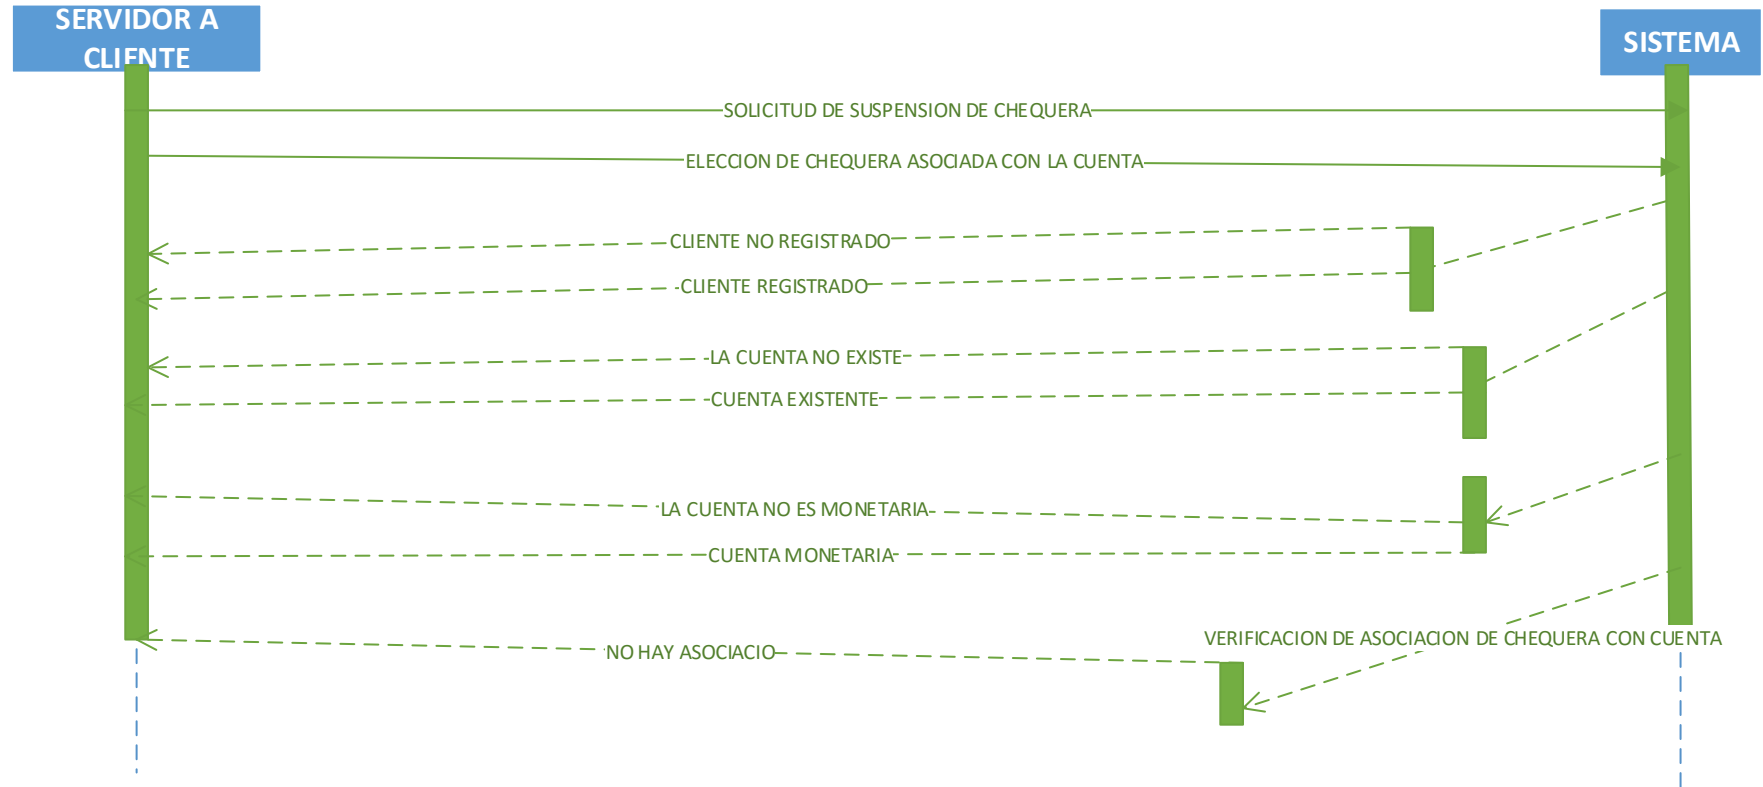 SERVIDOR A
CLIENTE
SISTEMA
SOLICITUD DE SUSPENSION DE CHEQUERA
ELECCION DE CHEQUERA ASOCIADA CON LA CUENTA
CLIENTE NO REGISTRADO
CLIENTE REGISTRADO
LA CUENTA NO EXISTE
CUENTA EXISTENTE
LA CUENTA NO ES MONETARIA
CUENTA MONETARIA
VERIFICACION DE ASOCIACION DE CHEQUERA CON CUENTA
NO HAY ASOCIACIO